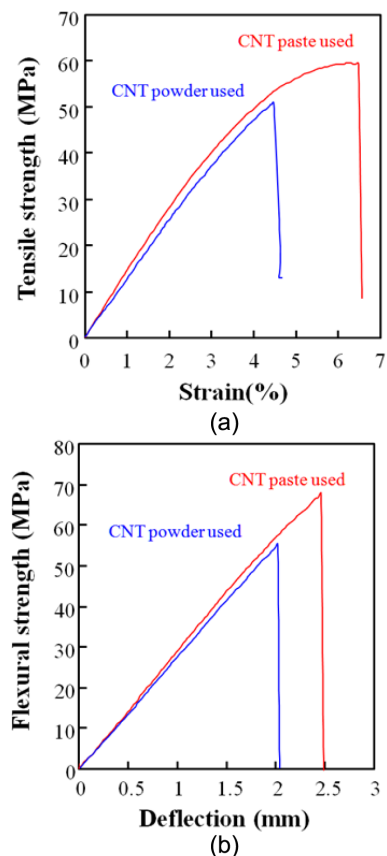 70
60
50
40
30
20
10
0
Tensile strength (MPa)
CNT paste used
CNT powder used
0 1 2 3 4 5 6 7
Strain(%)
(a)
80
70
60
50
40
30
20
10
0
Flexural strength (MPa)
CNT paste used
CNT powder used
0 0.5 1 1.5 2 2.5 3
Deflection (mm)
(b)